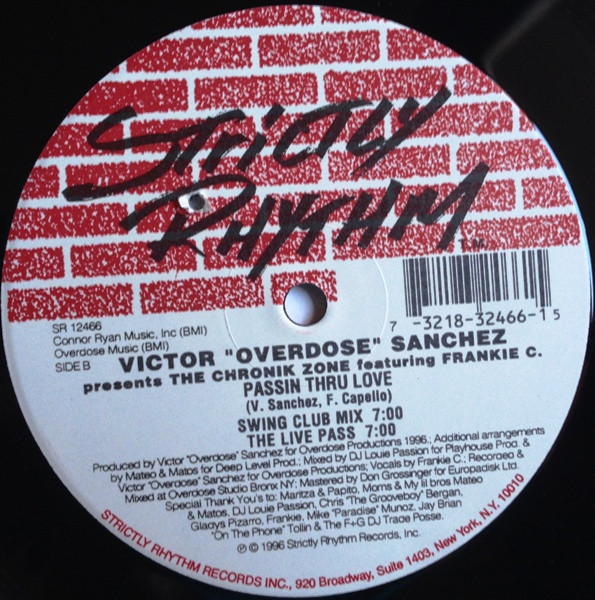 STRICTLY
RHYTHM
T.M.
7 -3218-32466-1 5
SR 12466
Connor Ryan Music, Inc (BMI)
Overdose Music (BMI)
SIDE B
VICTOR "OVERDOSE" SANCHEZ
presents THE CHRONIK ZONE featuring FRANKIE C.
PASSIN THRU LOVE
(V. Sanchez, F. Capello)
SWING CLUB MIX 7:00
THE LIVE PASS 7:00
Produced by Victor "Overdose" Sanchez for Overdose Productions 1996.; Additional arrangements
by Mateo & Matos for Deep Level Prod.; Mixed by DJ Louie Passion for Playhouse Prod. &
Victor "Overdose" Sanchez for Overdose Productions; Vocals by Frankie C.; Recorded &
Mixed at Overdose Studio Bronx NY; Mastered by Don Grossinger for Europadisk Ltd.
Special Thank You's to: Maritza & Papito, Moms & My lil bros Mateo
& Matos, DJ Louie Passion, Chris "The Grooveboy" Bergan,
Gladys Pizarro, Frankie, Mike "Paradise" Munoz, Jay Brian
"On The Phone" Tollin & The F+G DJ Trade Posse.
℗ © 1996 Strictly Rhythm Records, Inc.
STRICTLY RHYTHM RECORDS INC., 920 Broadway, Suite 1403, New York, N.Y. 10010